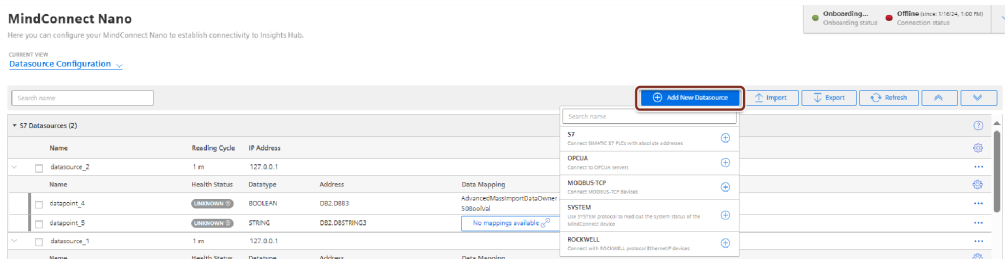 MindConnect Nano
Here you can configure your MindConnect Nano to establish connectivity to Insights Hub.
Onboarding...
Onboarding status
Offline (since: 1/16/24, 1:00 PM)
Connection status
CURRENT VIEW
Datasource Configuration
Search name
Add New Datasource
Import
Export
Refresh
Search name
S7
Connect SIMATIC S7 PLCs with absolute addresses
OPCUA
Connect to OPCUA servers
MODBUS-TCP
Connect MODBUS-TCP devices
SYSTEM
Use SYSTEM protocol to read out the system status of the
MindConnect device
ROCKWELL
Connect with ROCKWELL protocol EthernetIP devices
S7 Datasources (2)
Name Reading Cycle IP Address
datasource_2 1 m 127.0.0.1
Name Health Status Datatype Address Data Mapping
datapoint_4 UNKNOWN BOOLEAN DB2.DBB3 AdvancedMassImportDataOwner
datapoint_5 UNKNOWN STRING DB2.DBSTRING3 No mappings available
datasource_1 1 m 127.0.0.1
Name Health Status Datatype Address Data Mapping